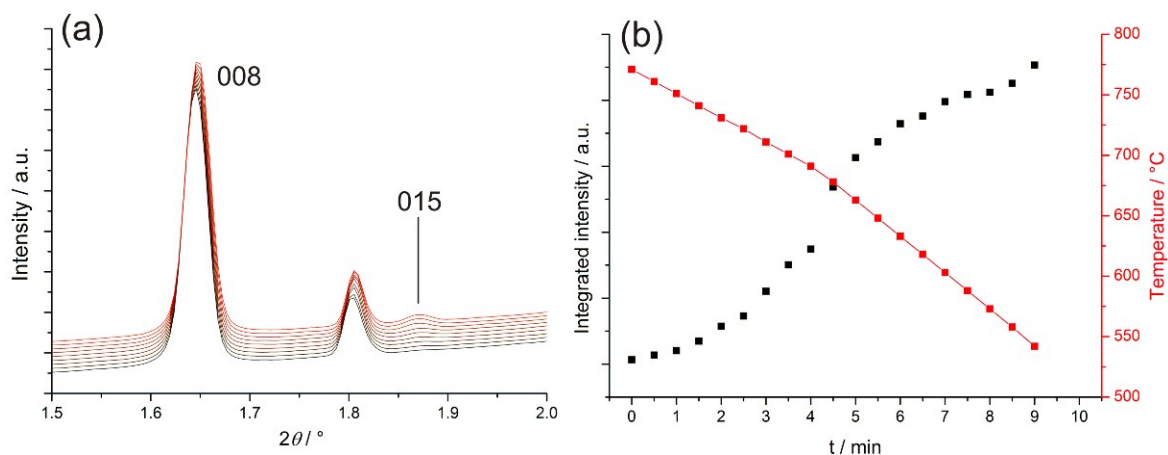 (a)
008
015
Intensity / a.u.
1.5 1.6 1.7 1.8 1.9 2.0
2θ / °
(b)
Integrated intensity / a.u.
800
750
700
650
600
550
500
Temperature / °C
0 1 2 3 4 5 6 7 8 9 10
t / min